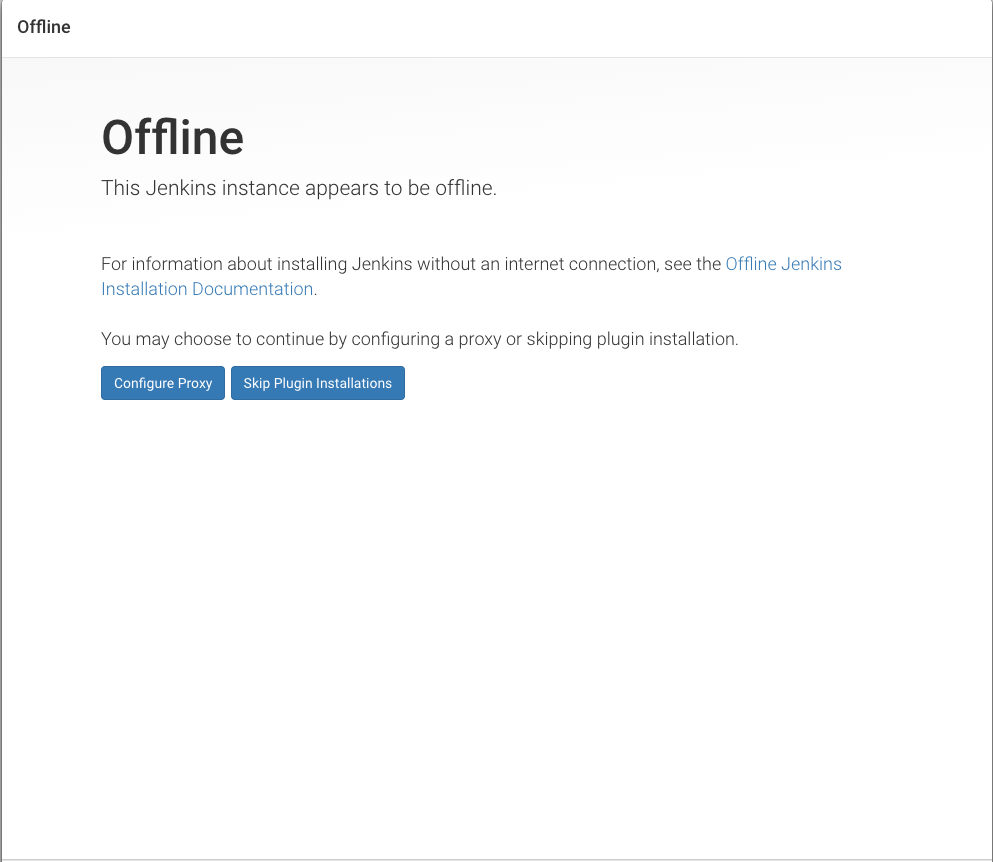 Offline
Offline
This Jenkins instance appears to be offline.
For information about installing Jenkins without an internet connection, see the Offline Jenkins
Installation Documentation.
You may choose to continue by configuring a proxy or skipping plugin installation.
Configure Proxy Skip Plugin Installations